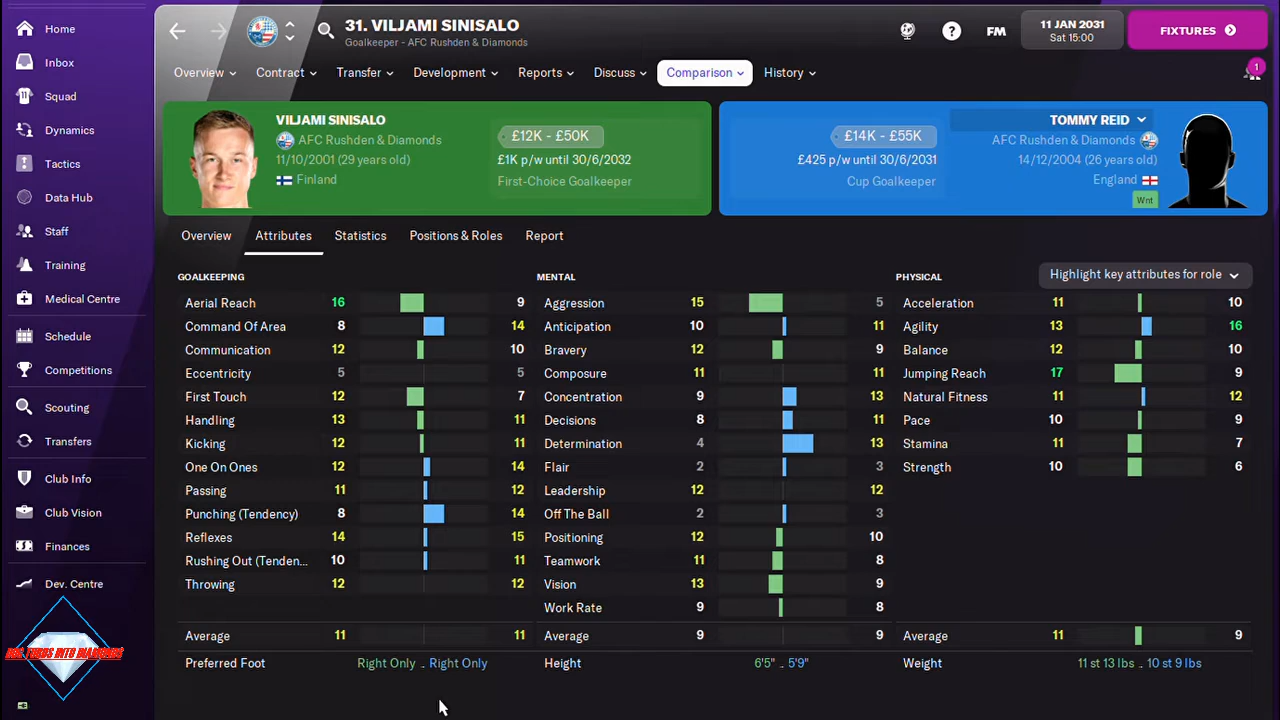 31. VILJAMI SINISALO
Goalkeeper - AFC Rushden & Diamonds
? FM
11 JAN 2031
Sat 15:00
FIXTURES
Overview Contract Transfer Development Reports Discuss Comparison History
1
Home
Inbox
Squad
Dynamics
Tactics
Data Hub
Staff
Training
Medical Centre
Schedule
Competitions
Scouting
Transfers
Club Info
Club Vision
Finances
Dev. Centre
VILJAMI SINISALO
AFC Rushden & Diamonds
11/10/2001 (29 years old)
Finland
£12K - £50K
£1K p/w until 30/6/2032
First-Choice Goalkeeper
£14K - £55K
£425 p/w until 30/6/2031
Cup Goalkeeper
TOMMY REID
AFC Rushden & Diamonds
14/12/2004 (26 years old)
England
Wnt
Overview Attributes Statistics Positions & Roles Report
Highlight key attributes for role
GOALKEEPING
Aerial Reach 16 9
Command Of Area 8 14
Communication 12 10
Eccentricity 5 5
First Touch 12 7
Handling 13 11
Kicking 12 11
One On Ones 12 14
Passing 11 12
Punching (Tendency) 8 14
Reflexes 14 15
Rushing Out (Tenden... 10 11
Throwing 12 12
Average 11 11
Preferred Foot Right Only .. Right Only
MENTAL
Aggression 15 5
Anticipation 10 11
Bravery 12 9
Composure 11 11
Concentration 9 13
Decisions 8 11
Determination 4 13
Flair 2 3
Leadership 12 12
Off The Ball 2 3
Positioning 12 10
Teamwork 11 8
Vision 13 9
Work Rate 9 8
Average 9 9
Height 6'5" .. 5'9"
PHYSICAL
Acceleration 11 10
Agility 13 16
Balance 12 10
Jumping Reach 17 9
Natural Fitness 11 12
Pace 10 9
Stamina 11 7
Strength 10 6
Average 11 9
Weight 11 st 13 lbs .. 10 st 9 lbs